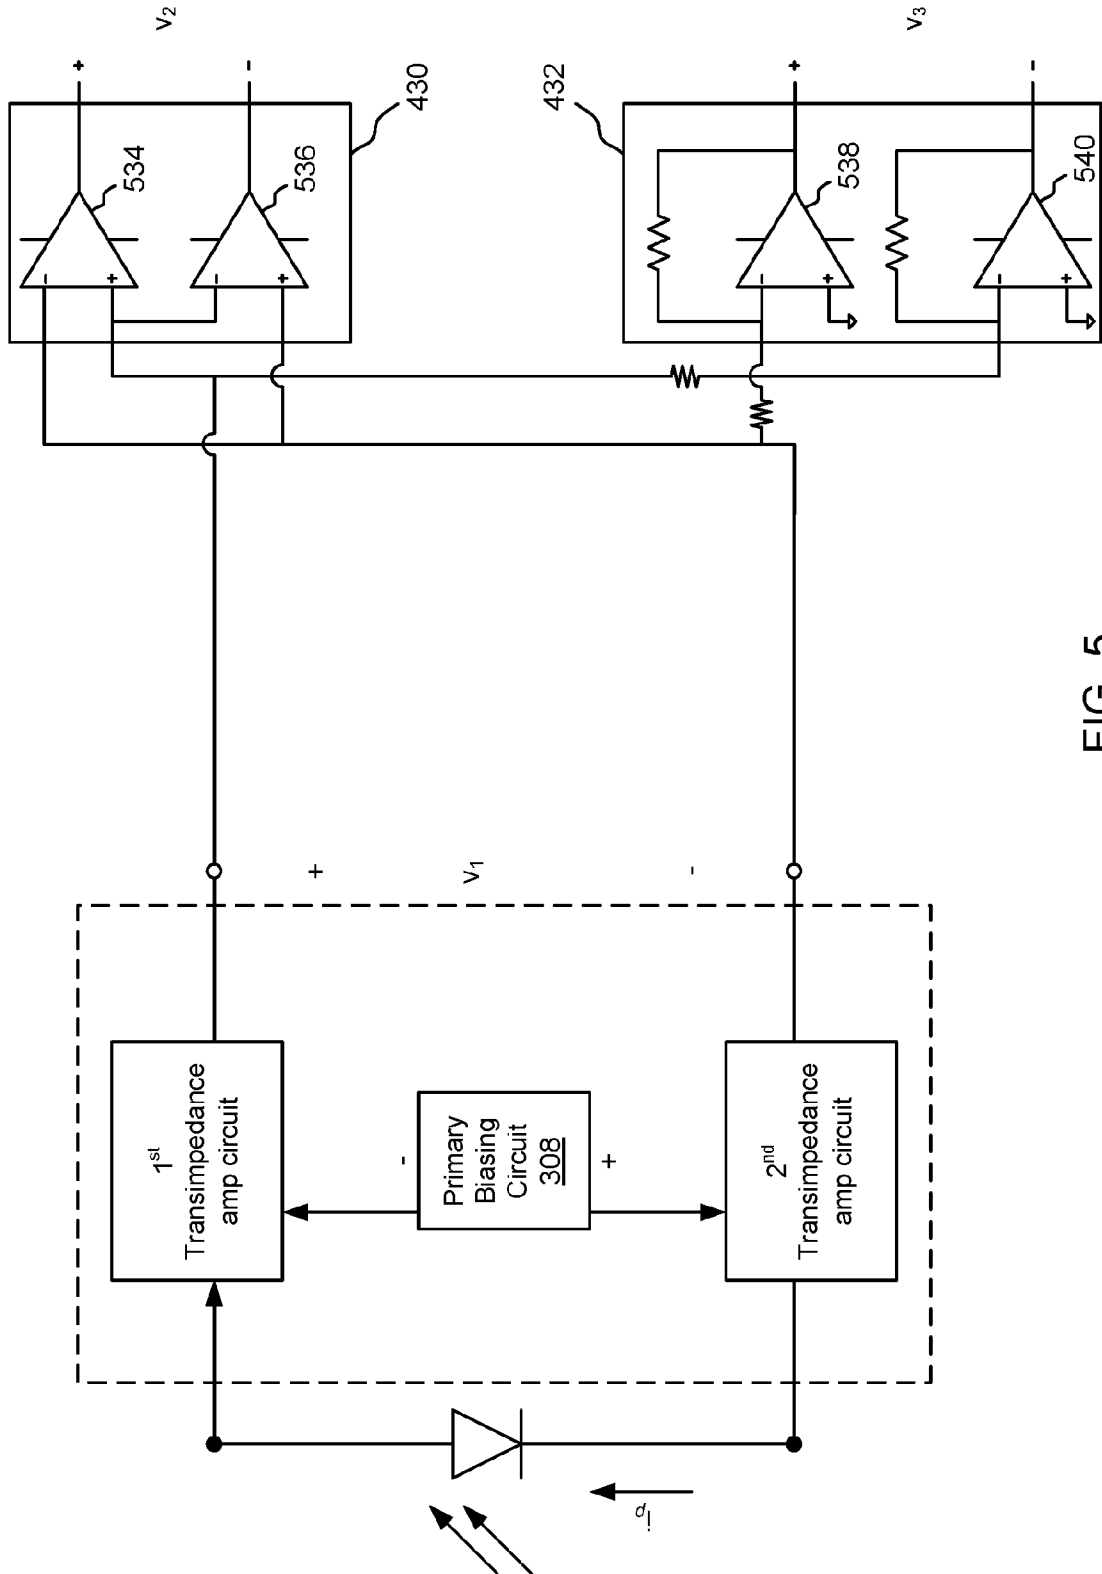 v2
+
-
534
536
430
-
+
-
+
v3
+
-
432
538
540
-
+
-
+
+
v1
-
1st
Transimpedance
amp circuit
-
Primary
Biasing
Circuit
308
+
2nd
Transimpedance
amp circuit
ip
FIG. 5